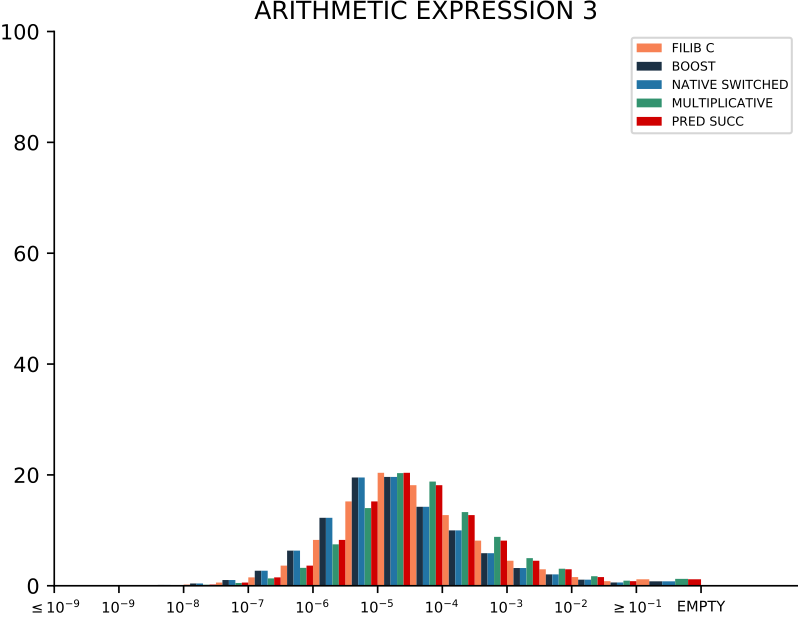 ARITHMETIC EXPRESSION 3
100
80
60
40
20
0
FILIB C
BOOST
NATIVE SWITCHED
MULTIPLICATIVE
PRED SUCC
≤10⁻⁹ 10⁻⁹ 10⁻⁸ 10⁻⁷ 10⁻⁶ 10⁻⁵ 10⁻⁴ 10⁻³ 10⁻² ≥10⁻¹ EMPTY